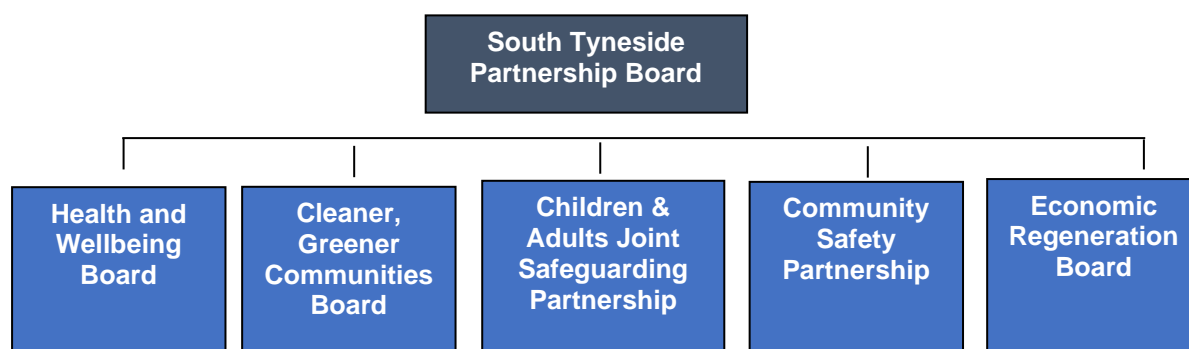 South Tyneside
Partnership Board
Health and
Wellbeing
Board
Cleaner,
Greener
Communities
Board
Children &
Adults Joint
Safeguarding
Partnership
Community
Safety
Partnership
Economic
Regeneration
Board